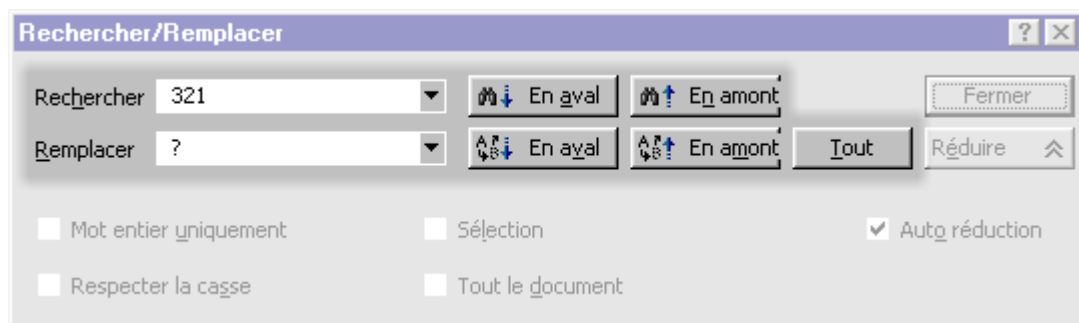 Rechercher/Remplacer ? ×
Rechercher 321 En aval En amont Fermer
Remplacer ? En aval En amont Tout Réduire
Mot entier uniquement Sélection Auto réduction
Respecter la casse Tout le document